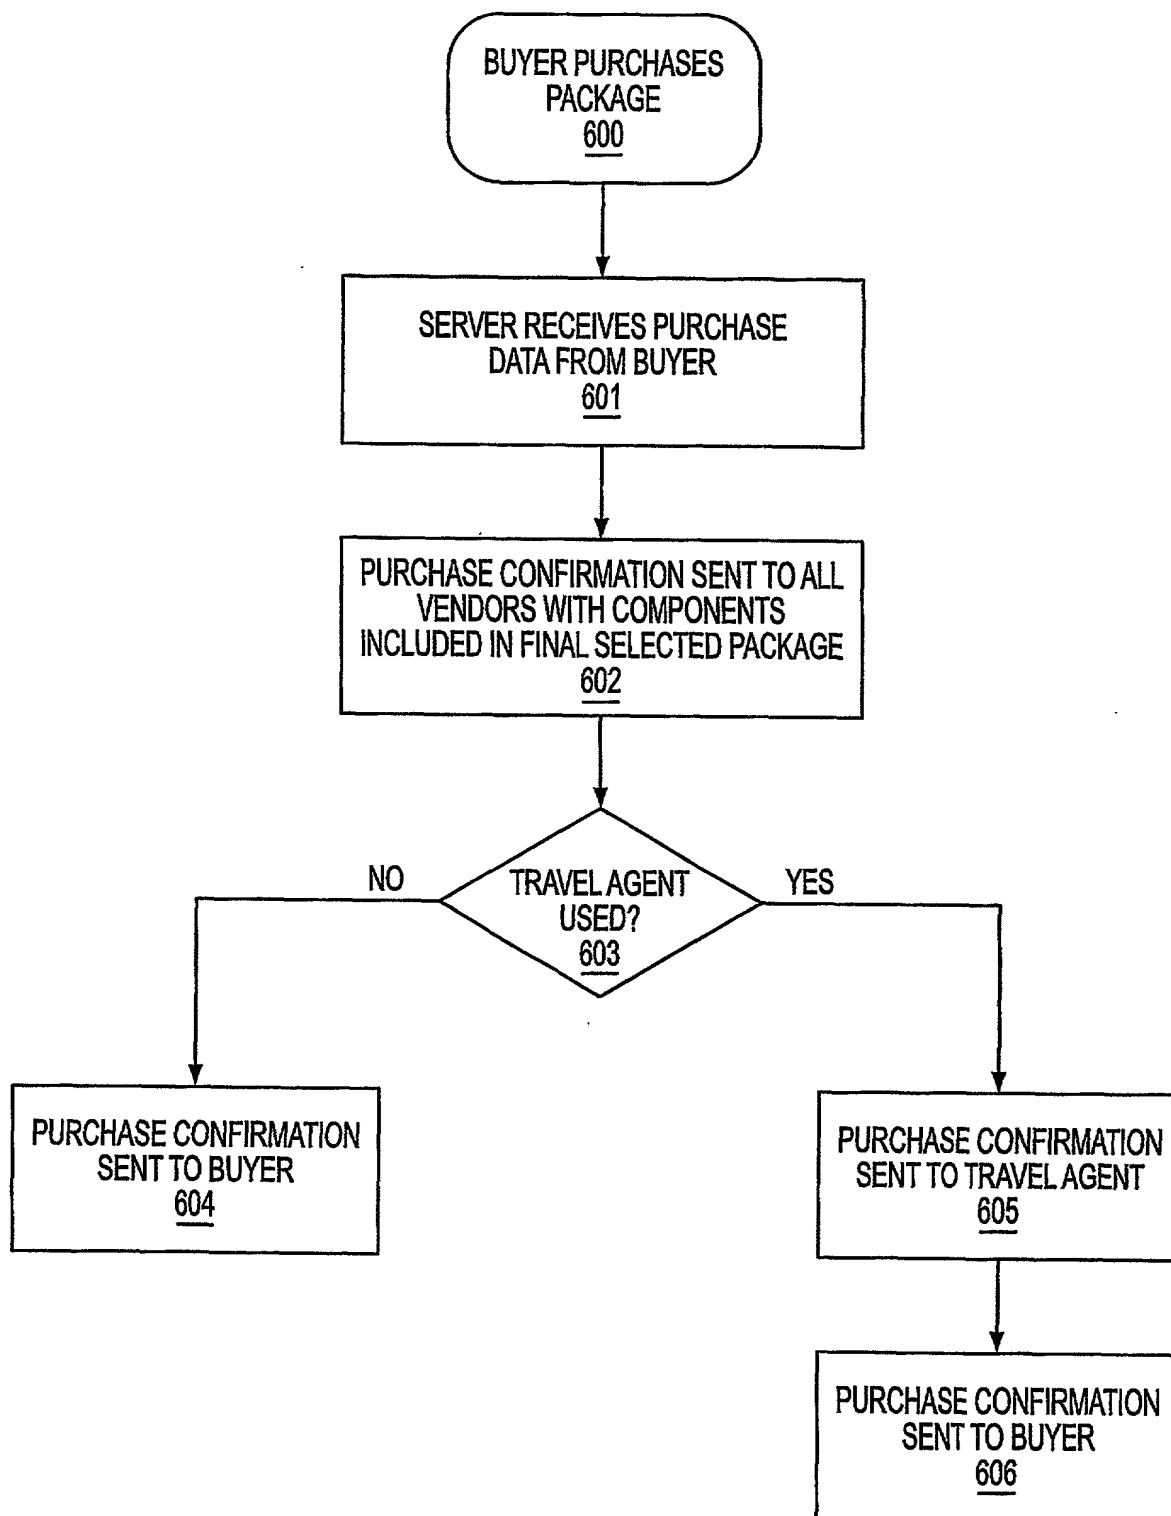 BUYER PURCHASES
PACKAGE
600
SERVER RECEIVES PURCHASE
DATA FROM BUYER
601
PURCHASE CONFIRMATION SENT TO ALL
VENDORS WITH COMPONENTS
INCLUDED IN FINAL SELECTED PACKAGE
602
TRAVEL AGENT
USED?
603
NO
YES
PURCHASE CONFIRMATION
SENT TO BUYER
604
PURCHASE CONFIRMATION
SENT TO TRAVEL AGENT
605
PURCHASE CONFIRMATION
SENT TO BUYER
606